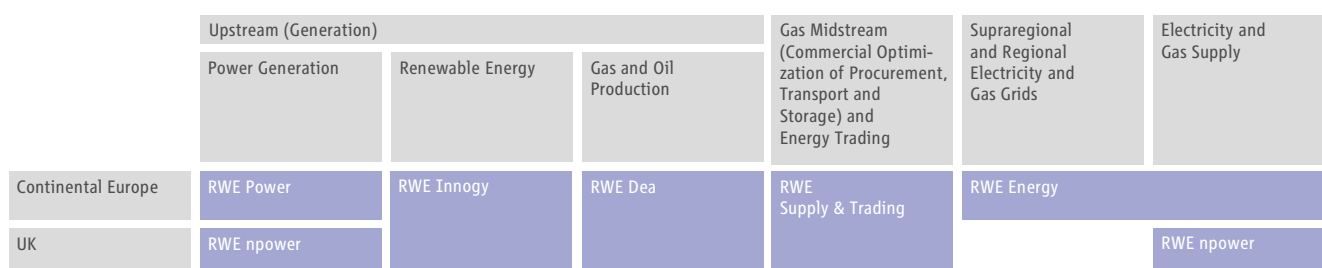 Upstream (Generation)
Power Generation
Renewable Energy
Gas and Oil
Production
Gas Midstream
(Commercial Optimi-
zation of Procurement,
Transport and
Storage) and
Energy Trading
Supraregional
and Regional
Electricity and
Gas Grids
Electricity and
Gas Supply
Continental Europe
RWE Power
RWE Innogy
RWE Dea
RWE
Supply & Trading
RWE Energy
UK
RWE npower
RWE npower